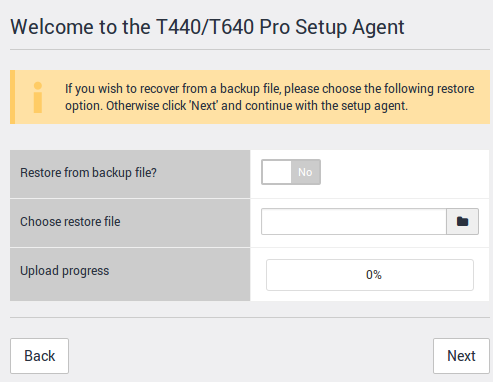 Welcome to the T440/T640 Pro Setup Agent
If you wish to recover from a backup file, please choose the following restore
option. Otherwise click 'Next' and continue with the setup agent.
Restore from backup file?
No
Choose restore file
Upload progress
0%
Back
Next